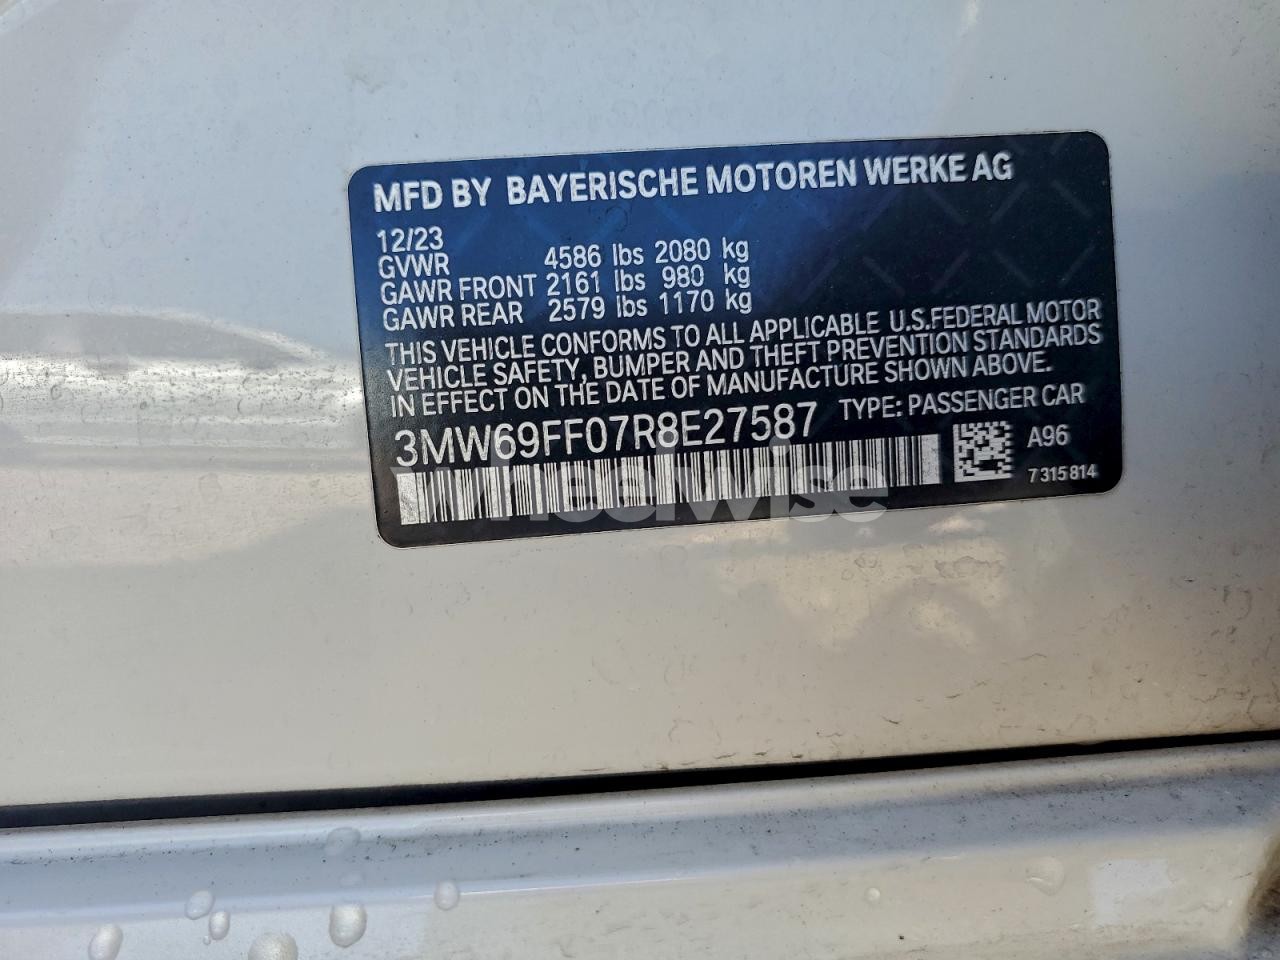 MFD BY BAYERISCHE MOTOREN WERKE AG
12/23
GVWR 4586 lbs 2080 kg
GAWR FRONT 2161 lbs 980 kg
GAWR REAR 2579 lbs 1170 kg
THIS VEHICLE CONFORMS TO ALL APPLICABLE U.S.FEDERAL MOTOR
VEHICLE SAFETY, BUMPER AND THEFT PREVENTION STANDARDS
IN EFFECT ON THE DATE OF MANUFACTURE SHOWN ABOVE.
3MW69FF07R8E27587 TYPE: PASSENGER CAR
A96
7315814
wheelwise